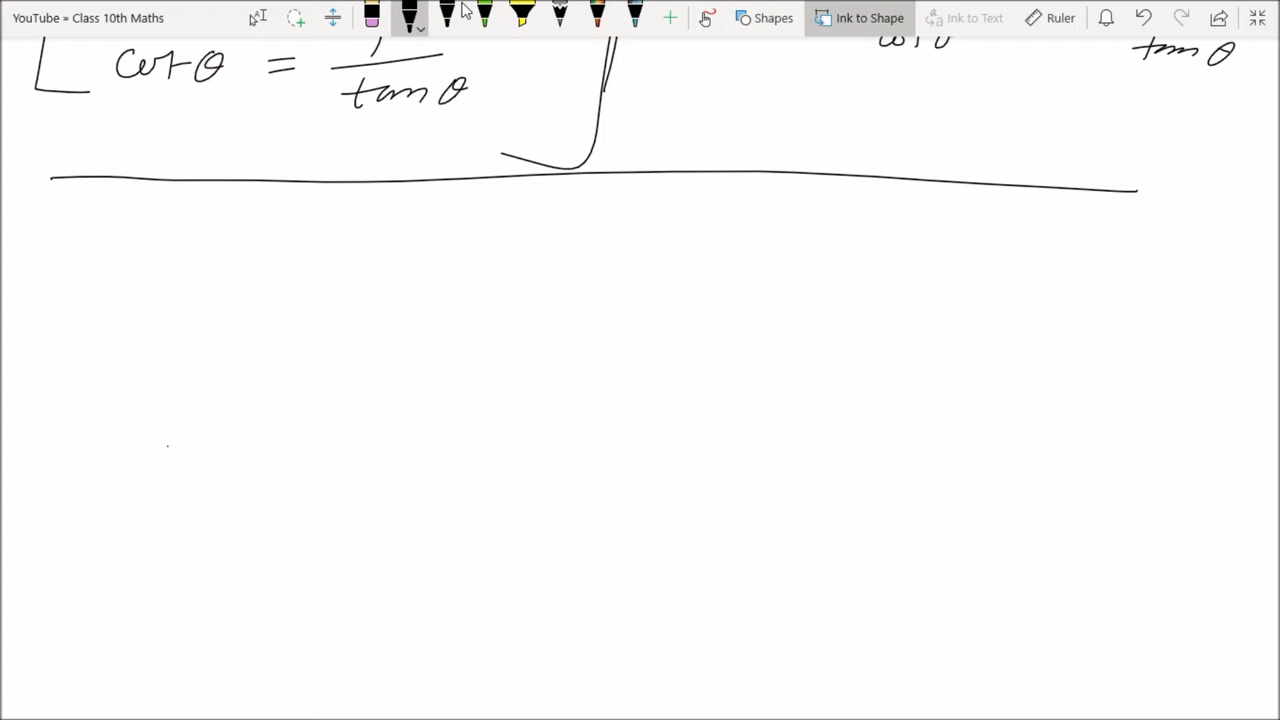 YouTube » Class 10th Maths
Shapes
Ink to Shape
Ink to Text
Ruler
cot θ = 1 / tan θ
tan θ